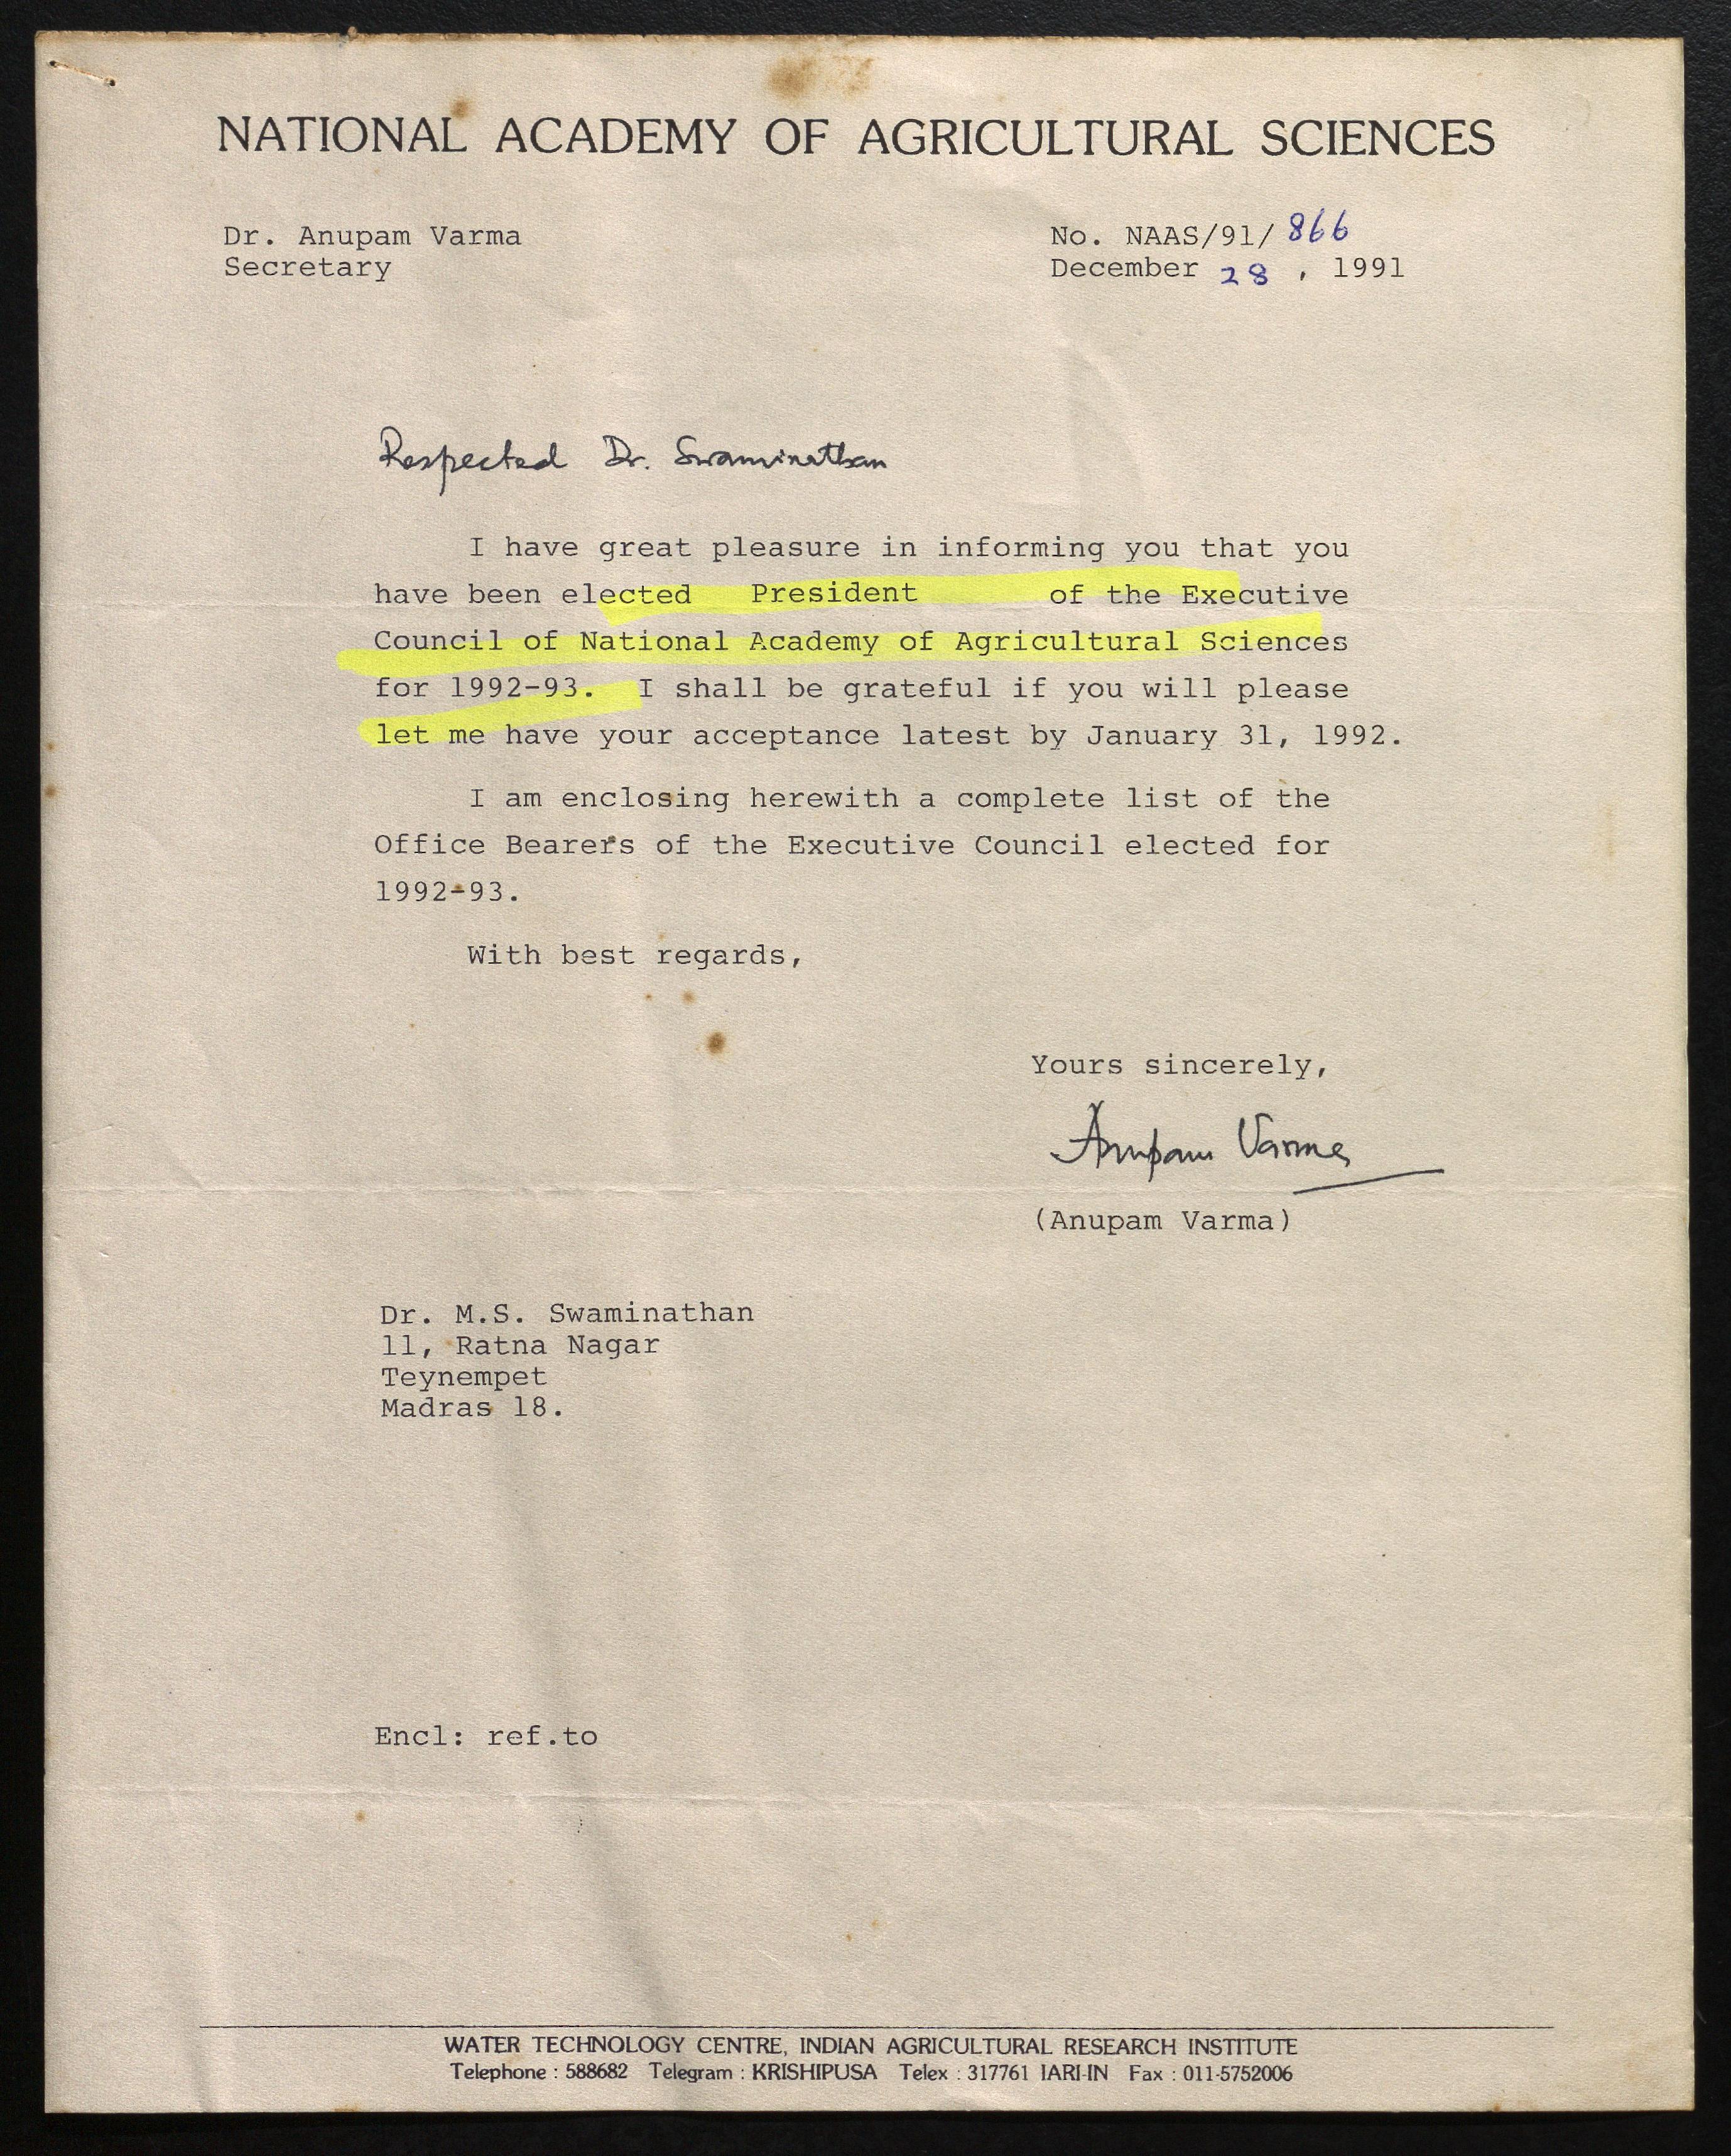 NATIONAL ACADEMY OF AGRICULTURAL SCIENCES
Dr. Anupam Varma
Secretary
No. NAAS/91/ 866
December 28 , 1991
Respected Dr. Swaminathan
I have great pleasure in informing you that you
have been elected President of the Executive
Council of National Academy of Agricultural Sciences
for 1992-93. I shall be grateful if you will please
let me have your acceptance latest by January 31, 1992.
I am enclosing herewith a complete list of the
Office Bearers of the Executive Council elected for
1992-93.
With best regards,
Yours sincerely,
Anupam Varma
(Anupam Varma)
Dr. M.S. Swaminathan
11, Ratna Nagar
Teynempet
Madras 18.
Encl: ref.to
WATER TECHNOLOGY CENTRE, INDIAN AGRICULTURAL RESEARCH INSTITUTE
Telephone : 588682 Telegram : KRISHIPUSA Telex : 317761 IARI-IN Fax : 011-5752006